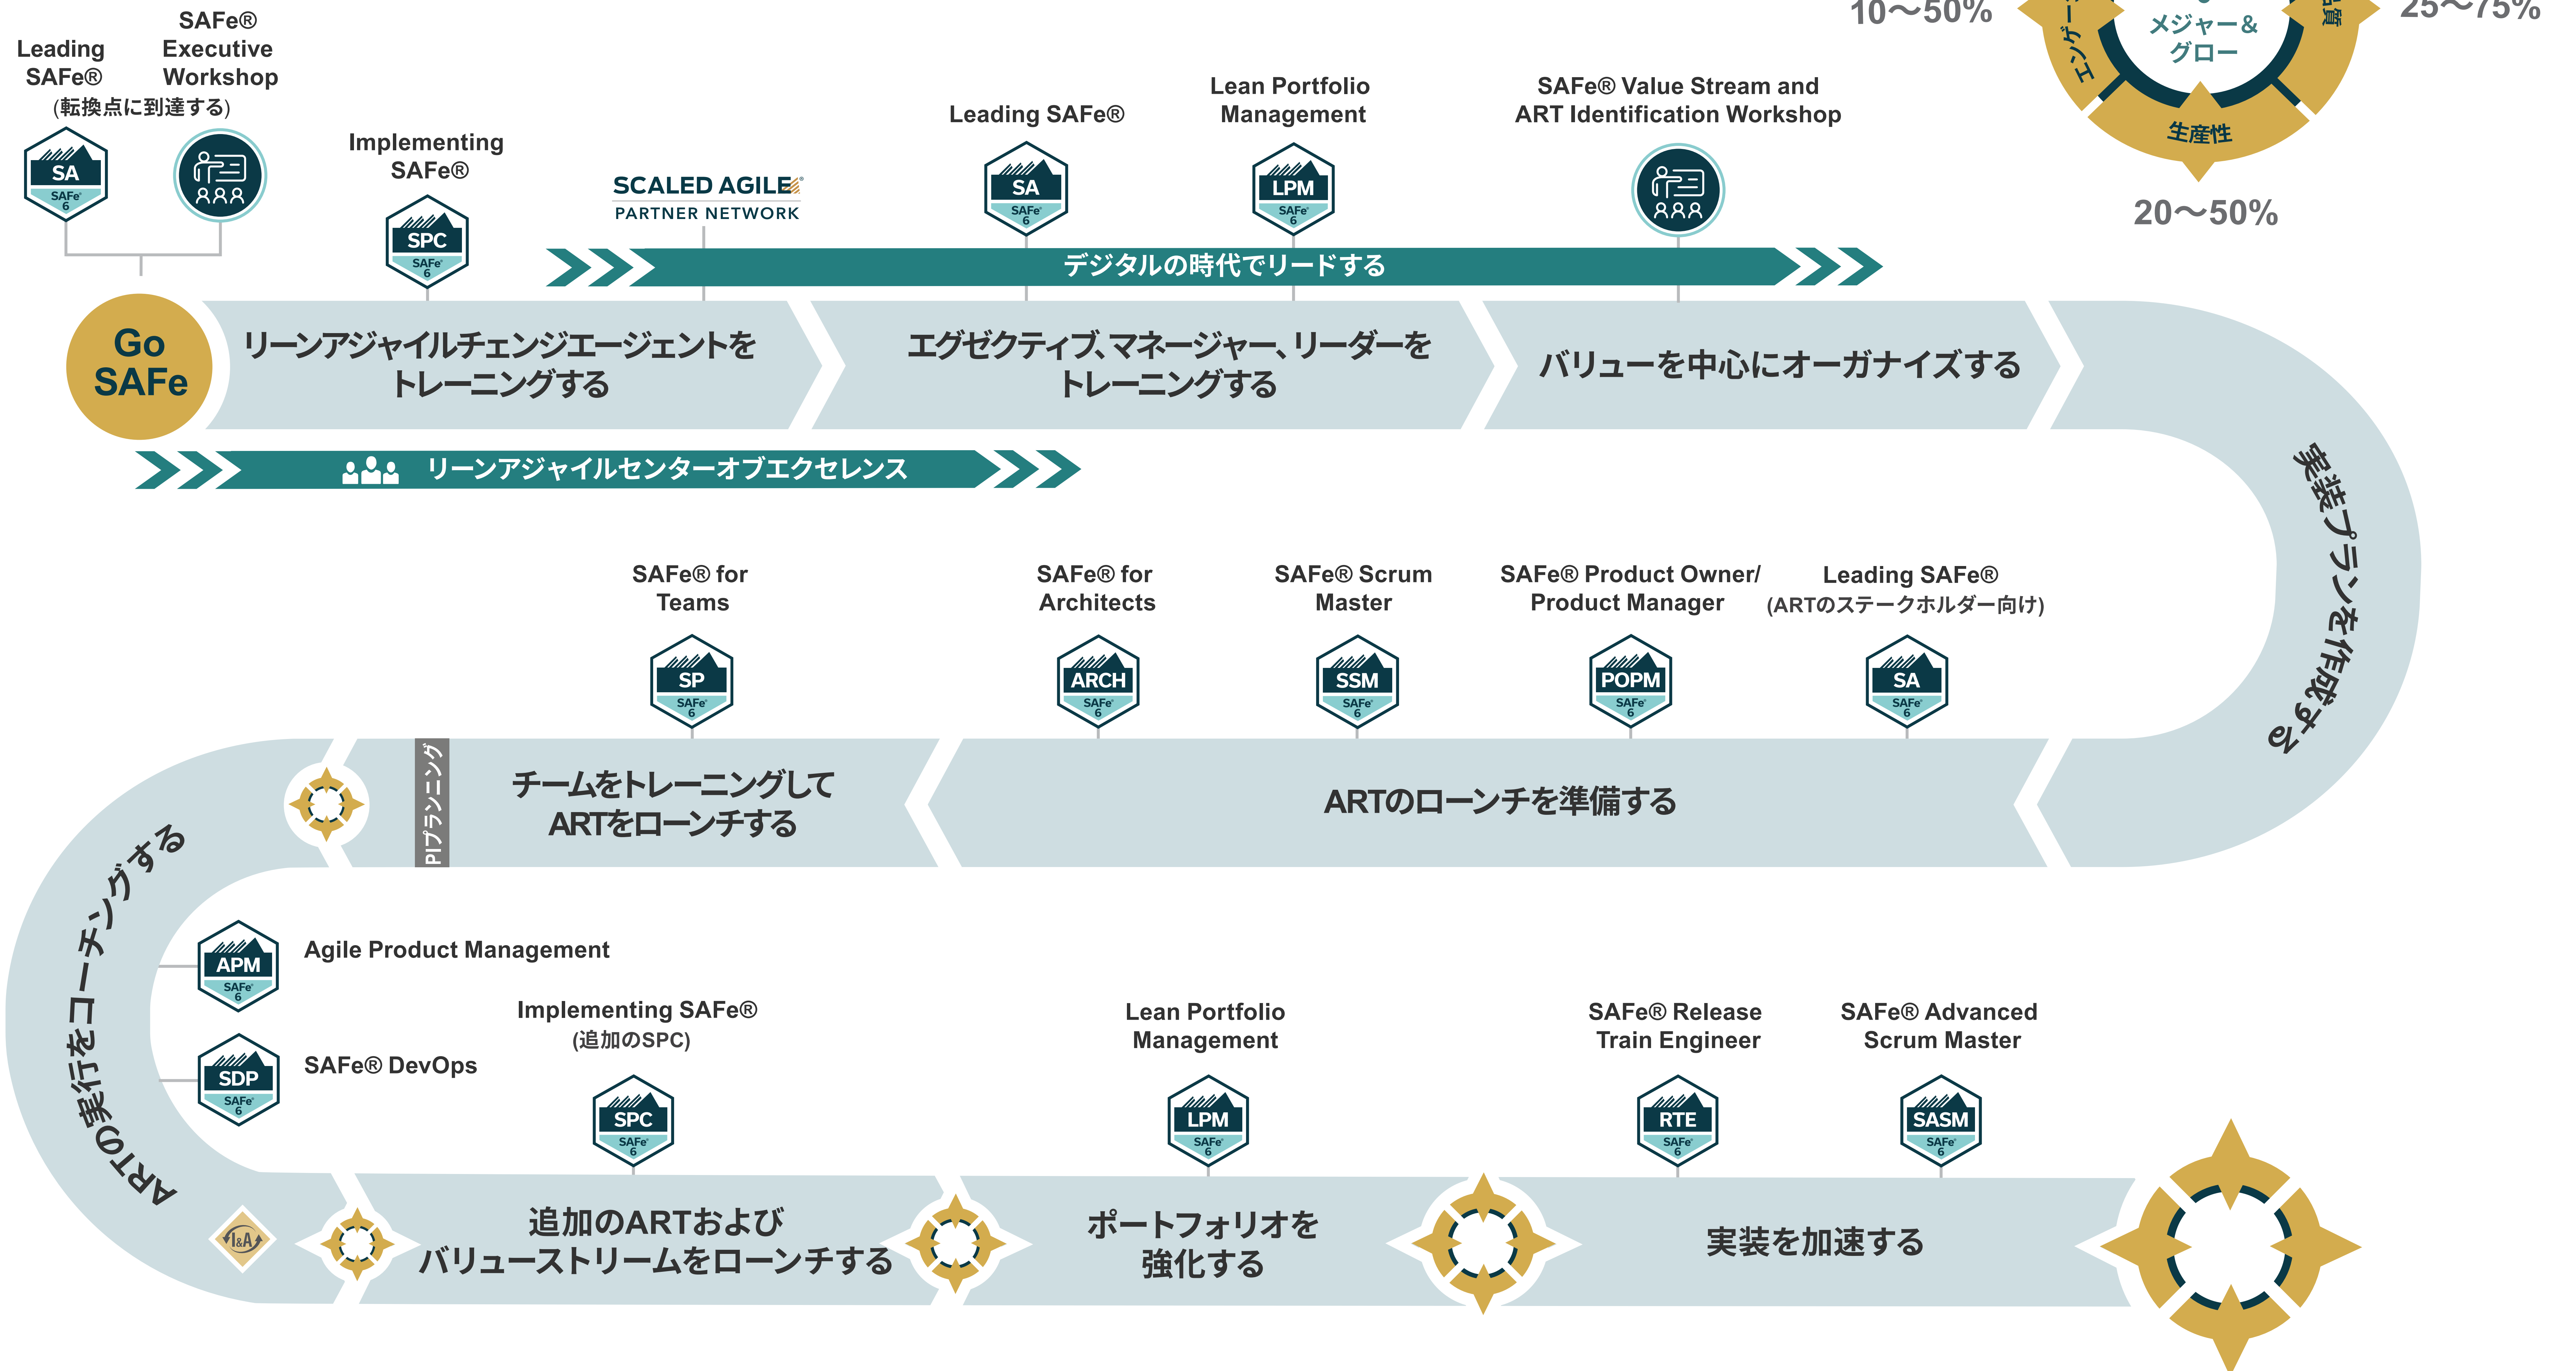 Leading
SAFe®
SAFe®
Executive
Workshop
(転換点に到達する)
SA
SAFe®
6
Implementing
SAFe®
SPC
SAFe®
6
SCALED AGILE®
PARTNER NETWORK
Leading SAFe®
SA
SAFe®
6
Lean Portfolio
Management
LPM
SAFe®
6
SAFe® Value Stream and
ART Identification Workshop
10〜50%
25〜75%
メジャー&
グロー
品質
生産性
20〜50%
デジタルの時代でリードする
Go
SAFe
リーンアジャイルチェンジエージェントを
トレーニングする
エグゼクティブ、マネージャー、リーダーを
トレーニングする
バリューを中心にオーガナイズする
リーンアジャイルセンターオブエクセレンス
実装プランを作成する
SAFe® for
Teams
SP
SAFe®
6
SAFe® for
Architects
ARCH
SAFe®
6
SAFe® Scrum
Master
SSM
SAFe®
6
SAFe® Product Owner/
Product Manager
POPM
SAFe®
6
Leading SAFe®
(ARTのステークホルダー向け)
SA
SAFe®
6
ARTのローンチを準備する
チームをトレーニングして
ARTをローンチする
PIプランニング
ARTの実行をコーチングする
APM
SAFe®
6
Agile Product Management
SDP
SAFe®
6
SAFe® DevOps
I&A
Implementing SAFe®
(追加のSPC)
SPC
SAFe®
6
Lean Portfolio
Management
LPM
SAFe®
6
SAFe® Release
Train Engineer
RTE
SAFe®
6
SAFe® Advanced
Scrum Master
SASM
SAFe®
6
追加のARTおよび
バリューストリームをローンチする
ポートフォリオを
強化する
実装を加速する